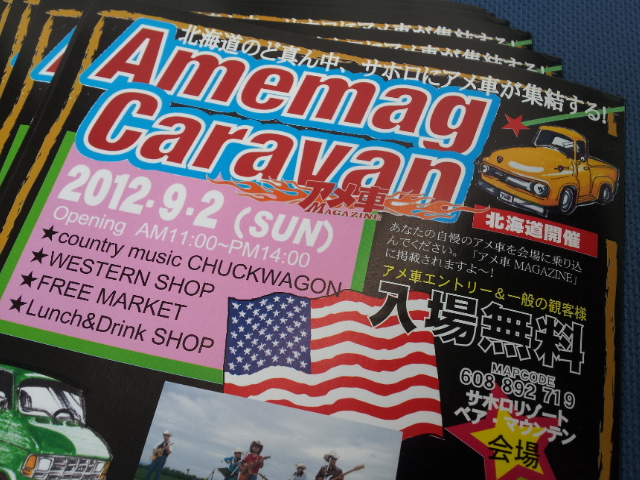 北海道のど真ん中、サホロにアメ車が集結する!
Amemag
Caravan
アメ車
MAGAZINE
2012.9.2 (SUN)
Opening AM11:00~PM14:00
★country music CHUCKWAGON
★WESTERN SHOP
★FREE MARKET
★Lunch&Drink SHOP
北海道開催
あなたの自慢のアメ車を会場に乗り込
んでください。「アメ車 MAGAZINE」
に掲載されますよ~!
アメ車エントリー&一般の観客様
入場無料
MAPCODE
608 892 719
サホロリゾート
ベア・マウンテン
会場